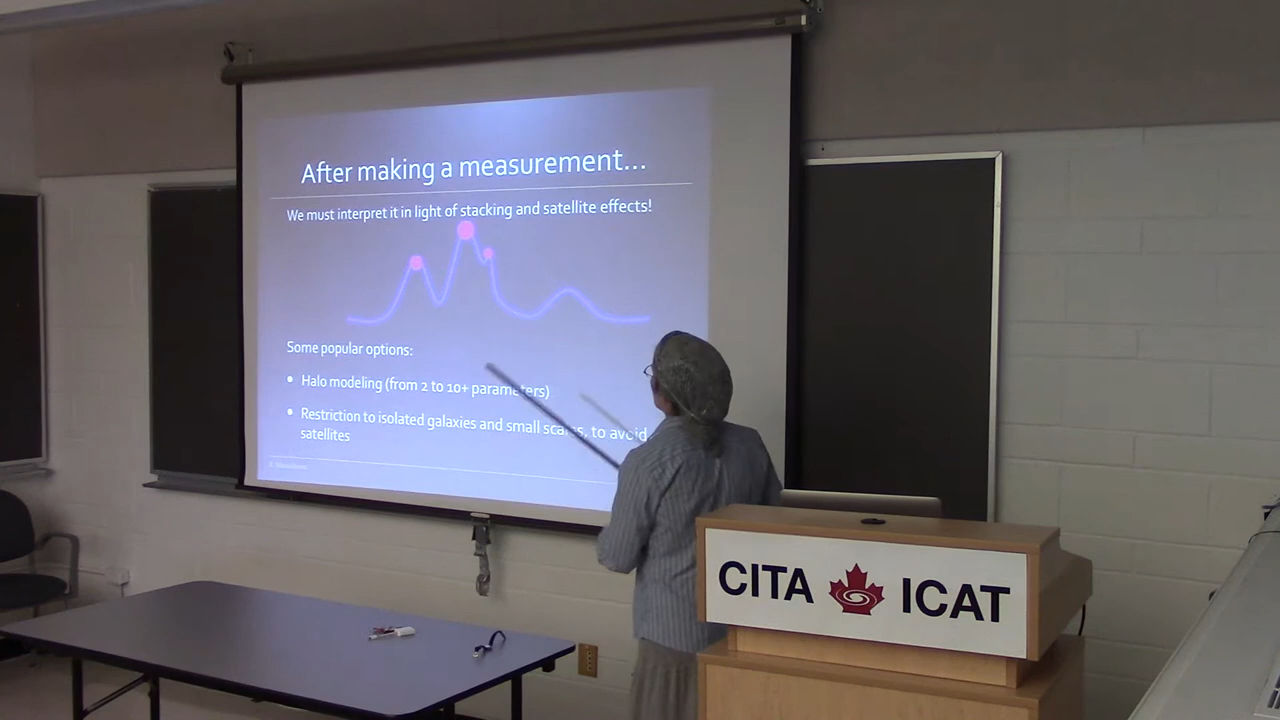 After making a measurement...
We must interpret it in light of stacking and satellite effects!
Some popular options:
• Halo modeling (from 2 to 10+ parameters)
• Restriction to isolated galaxies and small scales, to avoid
satellites
CITA ICAT